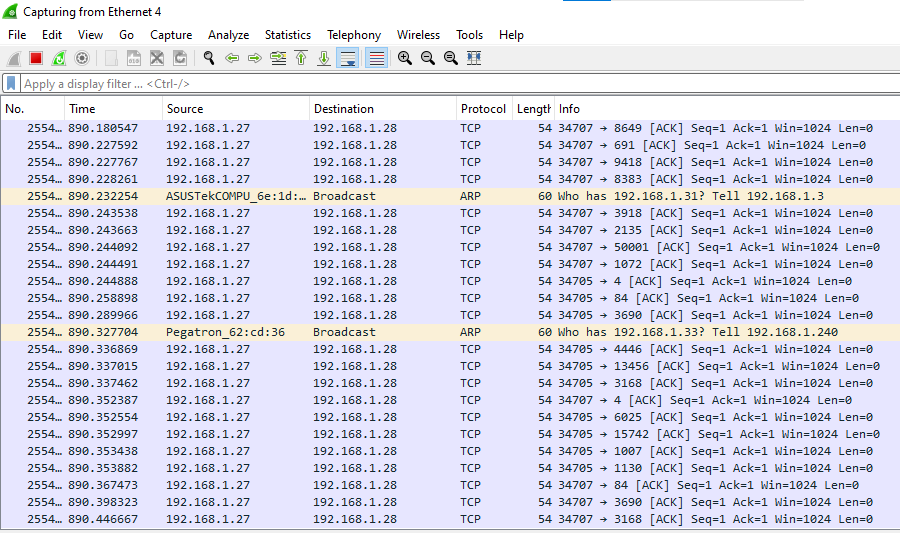 Capturing from Ethernet 4
File Edit View Go Capture Analyze Statistics Telephony Wireless Tools Help
Apply a display filter ... <Ctrl-/>
No. Time Source Destination Protocol Length Info
2554… 890.180547 192.168.1.27 192.168.1.28 TCP 54 34707 → 8649 [ACK] Seq=1 Ack=1 Win=1024 Len=0
2554… 890.227592 192.168.1.27 192.168.1.28 TCP 54 34707 → 691 [ACK] Seq=1 Ack=1 Win=1024 Len=0
2554… 890.227767 192.168.1.27 192.168.1.28 TCP 54 34707 → 9418 [ACK] Seq=1 Ack=1 Win=1024 Len=0
2554… 890.228261 192.168.1.27 192.168.1.28 TCP 54 34707 → 8383 [ACK] Seq=1 Ack=1 Win=1024 Len=0
2554… 890.232254 ASUSTekCOMPU_6e:1d:… Broadcast ARP 60 Who has 192.168.1.31? Tell 192.168.1.3
2554… 890.243538 192.168.1.27 192.168.1.28 TCP 54 34707 → 3918 [ACK] Seq=1 Ack=1 Win=1024 Len=0
2554… 890.243663 192.168.1.27 192.168.1.28 TCP 54 34707 → 2135 [ACK] Seq=1 Ack=1 Win=1024 Len=0
2554… 890.244092 192.168.1.27 192.168.1.28 TCP 54 34707 → 50001 [ACK] Seq=1 Ack=1 Win=1024 Len=0
2554… 890.244491 192.168.1.27 192.168.1.28 TCP 54 34707 → 1072 [ACK] Seq=1 Ack=1 Win=1024 Len=0
2554… 890.244888 192.168.1.27 192.168.1.28 TCP 54 34705 → 4 [ACK] Seq=1 Ack=1 Win=1024 Len=0
2554… 890.258898 192.168.1.27 192.168.1.28 TCP 54 34705 → 84 [ACK] Seq=1 Ack=1 Win=1024 Len=0
2554… 890.289966 192.168.1.27 192.168.1.28 TCP 54 34705 → 3690 [ACK] Seq=1 Ack=1 Win=1024 Len=0
2554… 890.327704 Pegatron_62:cd:36 Broadcast ARP 60 Who has 192.168.1.33? Tell 192.168.1.240
2554… 890.336869 192.168.1.27 192.168.1.28 TCP 54 34705 → 4446 [ACK] Seq=1 Ack=1 Win=1024 Len=0
2554… 890.337015 192.168.1.27 192.168.1.28 TCP 54 34705 → 13456 [ACK] Seq=1 Ack=1 Win=1024 Len=0
2554… 890.337462 192.168.1.27 192.168.1.28 TCP 54 34705 → 3168 [ACK] Seq=1 Ack=1 Win=1024 Len=0
2554… 890.352387 192.168.1.27 192.168.1.28 TCP 54 34707 → 4 [ACK] Seq=1 Ack=1 Win=1024 Len=0
2554… 890.352554 192.168.1.27 192.168.1.28 TCP 54 34705 → 6025 [ACK] Seq=1 Ack=1 Win=1024 Len=0
2554… 890.352997 192.168.1.27 192.168.1.28 TCP 54 34705 → 15742 [ACK] Seq=1 Ack=1 Win=1024 Len=0
2554… 890.353438 192.168.1.27 192.168.1.28 TCP 54 34705 → 1007 [ACK] Seq=1 Ack=1 Win=1024 Len=0
2554… 890.353882 192.168.1.27 192.168.1.28 TCP 54 34705 → 1130 [ACK] Seq=1 Ack=1 Win=1024 Len=0
2554… 890.367473 192.168.1.27 192.168.1.28 TCP 54 34707 → 84 [ACK] Seq=1 Ack=1 Win=1024 Len=0
2554… 890.398323 192.168.1.27 192.168.1.28 TCP 54 34707 → 3690 [ACK] Seq=1 Ack=1 Win=1024 Len=0
2554… 890.446667 192.168.1.27 192.168.1.28 TCP 54 34707 → 3168 [ACK] Seq=1 Ack=1 Win=1024 Len=0